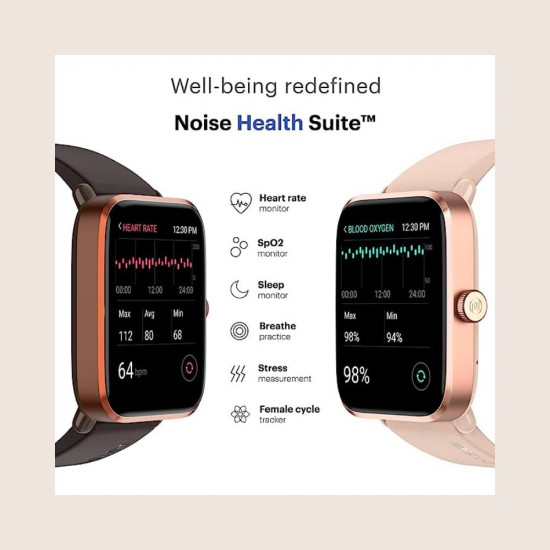 Well-being redefined
Noise Health Suite™
< HEART RATE 12:30 PM
200
0
00:00 12:00 24:00
Max Avg Min
112 80 68
64 bpm
Heart rate
monitor
SpO2
monitor
Sleep
monitor
Breathe
practice
Stress
measurement
Female cycle
tracker
< BLOOD OXYGEN 12:30 PM
100
50
00:00 12:00 24:00
Max Min
98% 94%
98%